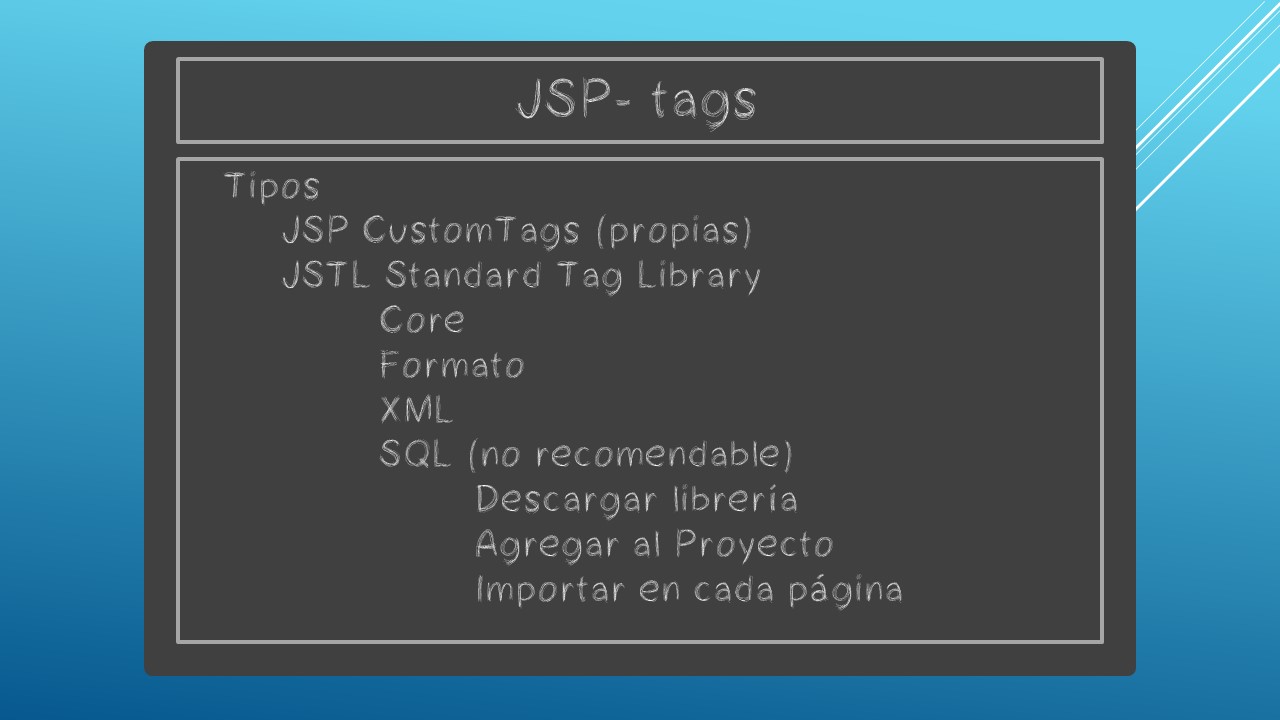 JSP- tags
Tipos
JSP CustomTags (propias)
JSTL Standard Tag Library
Core
Formato
XML
SQL (no recomendable)
Descargar librería
Agregar al Proyecto
Importar en cada página